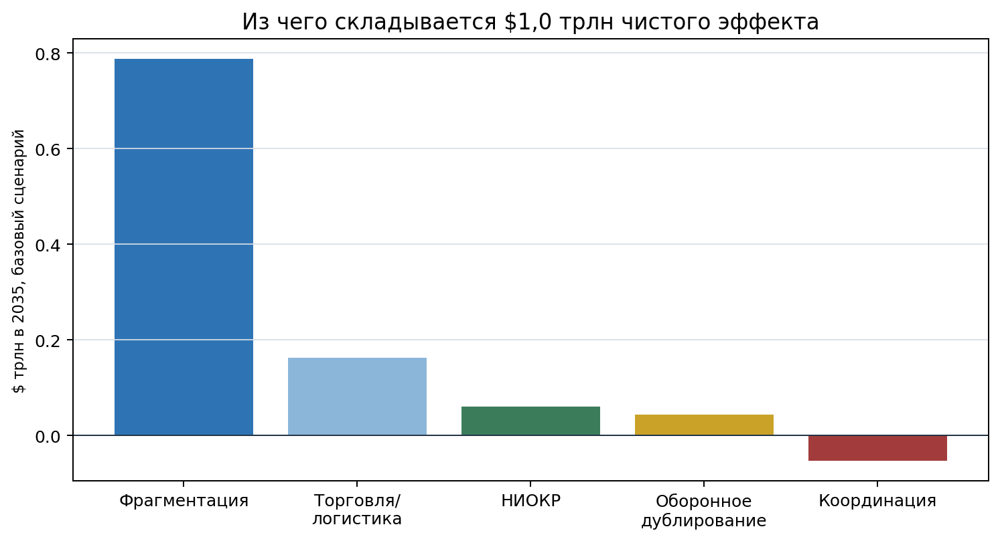 Из чего складывается $1,0 трлн чистого эффекта
$ трлн в 2035, базовый сценарий
0.8
0.6
0.4
0.2
0.0
Фрагментация
Торговля/
логистика
НИОКР
Оборонное
дублирование
Координация